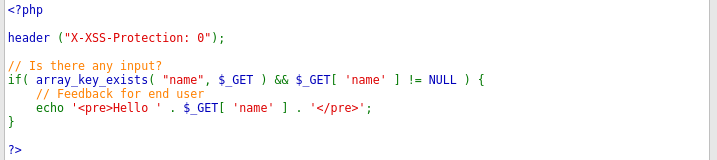 <?php
header ("X-XSS-Protection: 0");
// Is there any input?
if( array_key_exists( "name", $_GET ) && $_GET[ 'name' ] != NULL ) {
    // Feedback for end user
    echo '<pre>Hello ' . $_GET[ 'name' ] . '</pre>';
}
?>